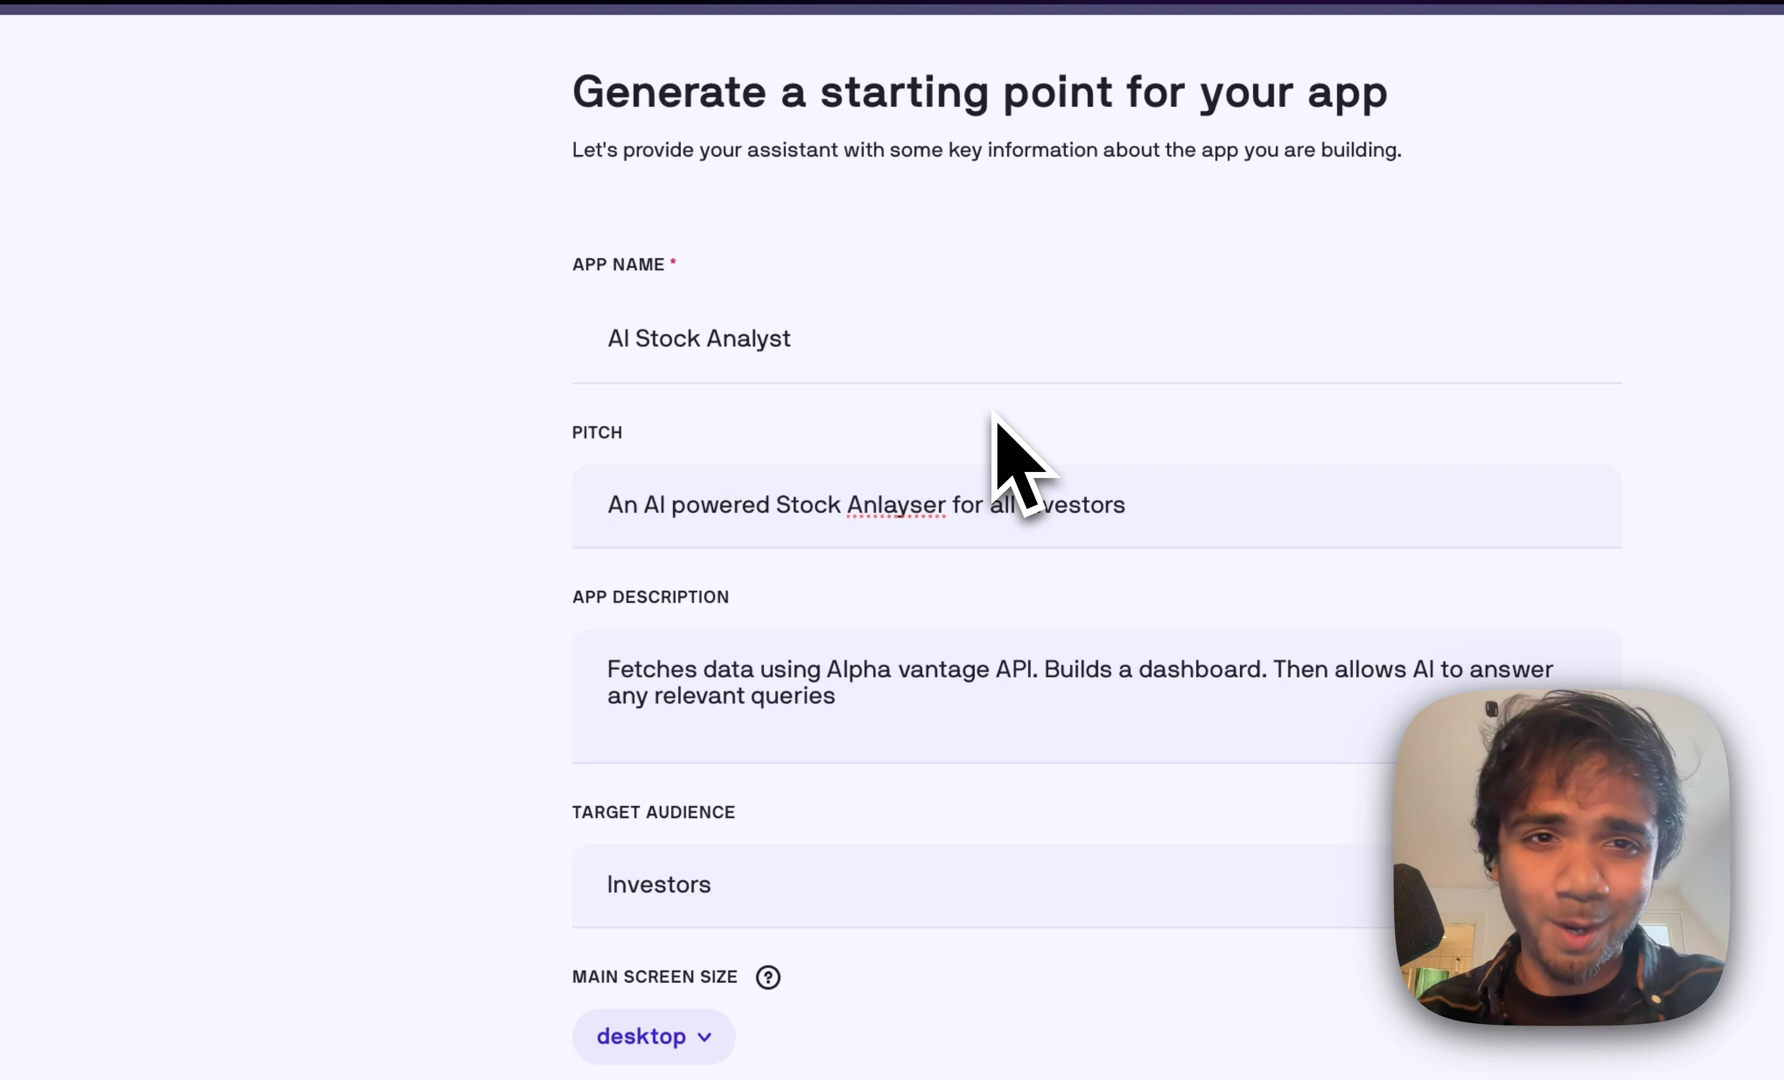 Generate a starting point for your app
Let's provide your assistant with some key information about the app you are building.
APP NAME *
AI Stock Analyst
PITCH
An AI powered Stock Anlayser for all investors
APP DESCRIPTION
Fetches data using Alpha vantage API. Builds a dashboard. Then allows AI to answer
any relevant queries
TARGET AUDIENCE
Investors
MAIN SCREEN SIZE ?
desktop